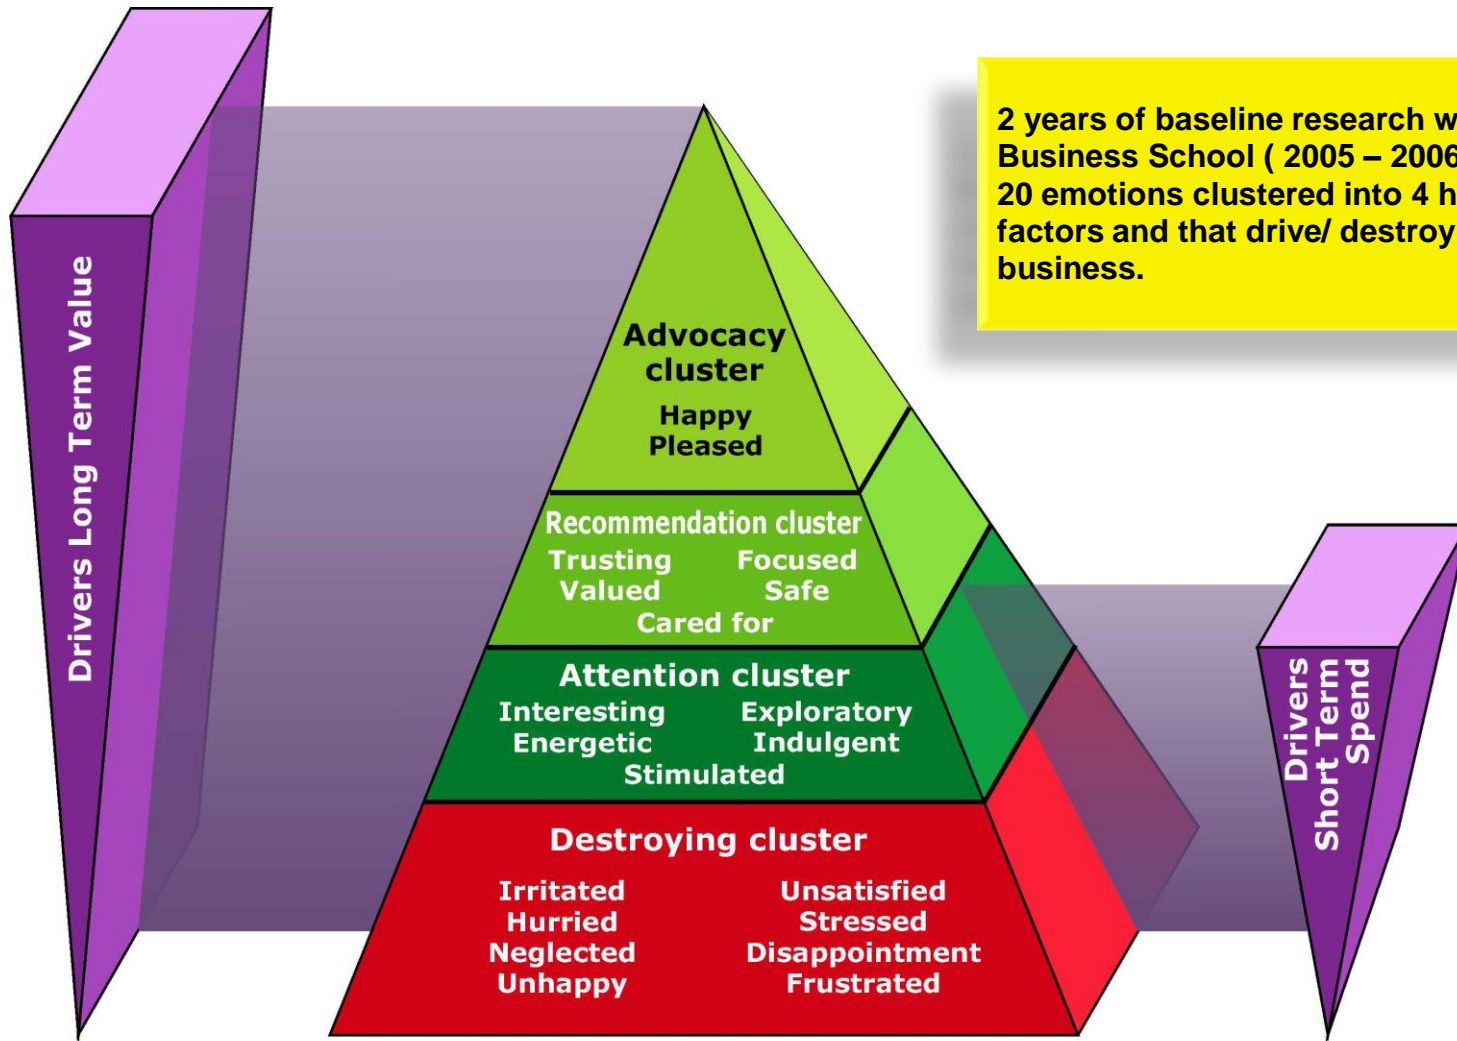 2 years of baseline research
Business School ( 2005 – 2006
20 emotions clustered into 4
factors and that drive/ destroy
business.
Drivers Long Term Value
Advocacy
cluster
Happy
Pleased
Recommendation cluster
Trusting Focused
Valued Safe
Cared for
Attention cluster
Interesting Exploratory
Energetic Indulgent
Stimulated
Destroying cluster
Irritated Unsatisfied
Hurried Stressed
Neglected Disappointment
Unhappy Frustrated
Drivers
Short Term
Spend